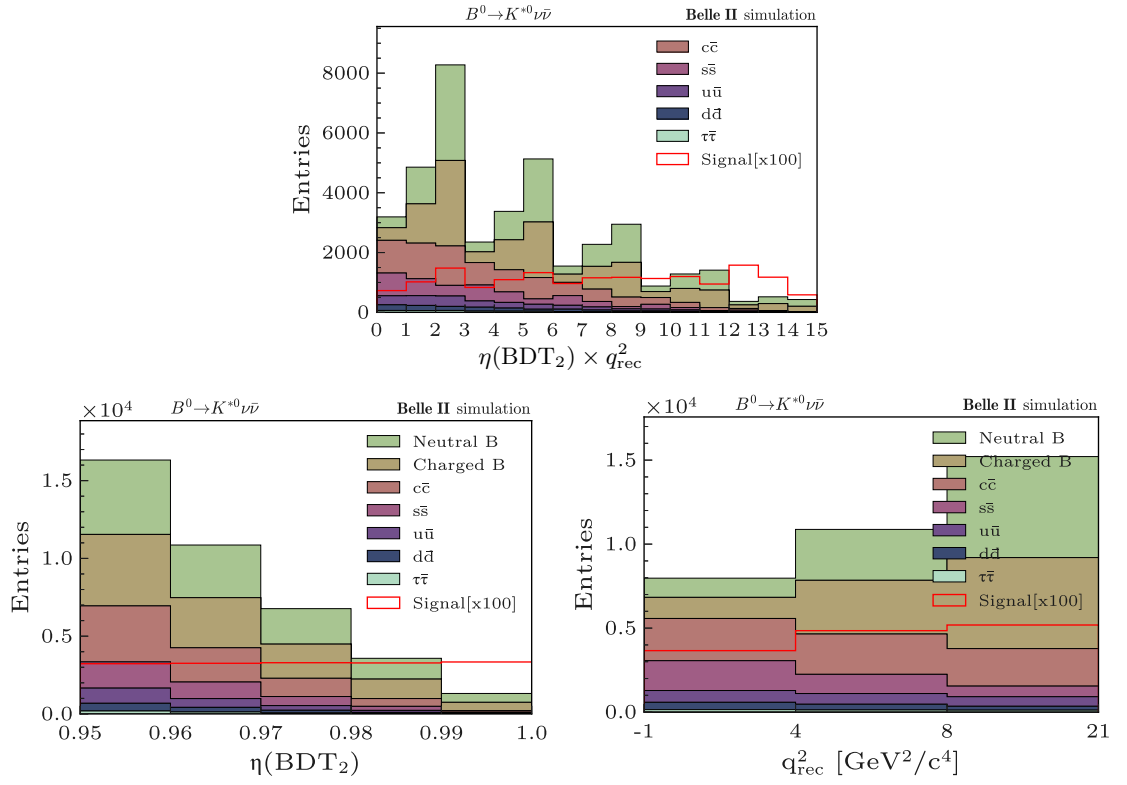 B⁰→K*⁰νν̄ Belle II simulation
Entries
8000
6000
4000
2000
0
cc̄
ss̄
uū
dd̄
ττ̄
Signal[x100]
0 1 2 3 4 5 6 7 8 9 10 11 12 13 14 15
η(BDT₂) × q²rec
×10⁴ B⁰→K*⁰νν̄ Belle II simulation
Entries
1.5
1.0
0.5
0.0
Neutral B
Charged B
cc̄
ss̄
uū
dd̄
ττ̄
Signal[x100]
0.95 0.96 0.97 0.98 0.99 1.0
η(BDT₂)
×10⁴ B⁰→K*⁰νν̄ Belle II simulation
Entries
1.5
1.0
0.5
0.0
Neutral B
Charged B
cc̄
ss̄
uū
dd̄
ττ̄
Signal[x100]
-1 4 8 21
q²rec [GeV²/c⁴]